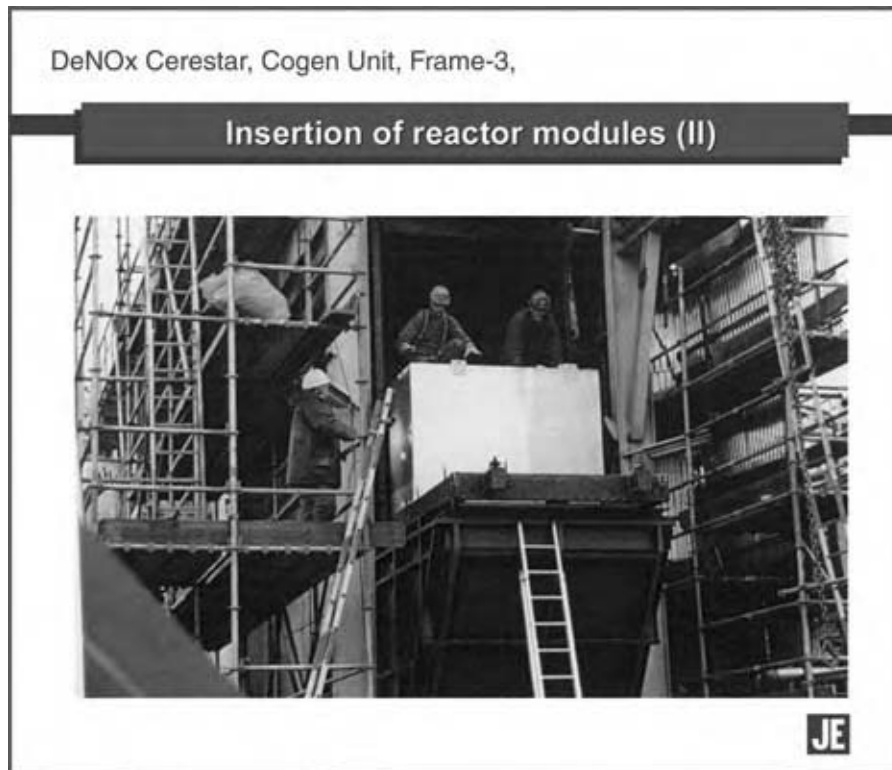 DeNOx Cerestar, Cogen Unit, Frame-3,
Insertion of reactor modules (II)
JE